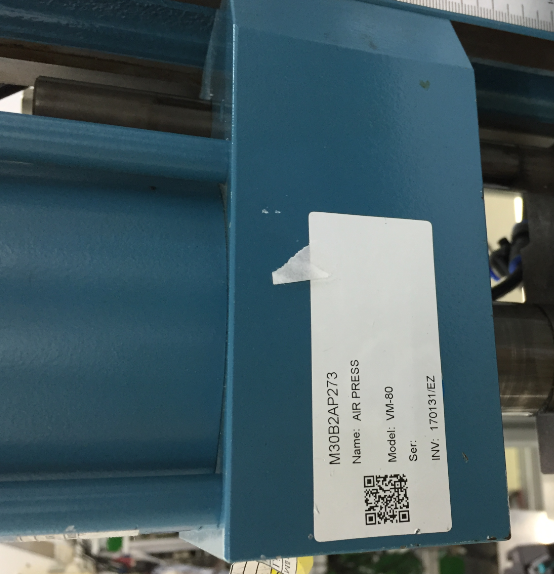 M30B2AP273
Name: AIR PRESS
Model: VM-80
Ser:
INV: 170131/EZ